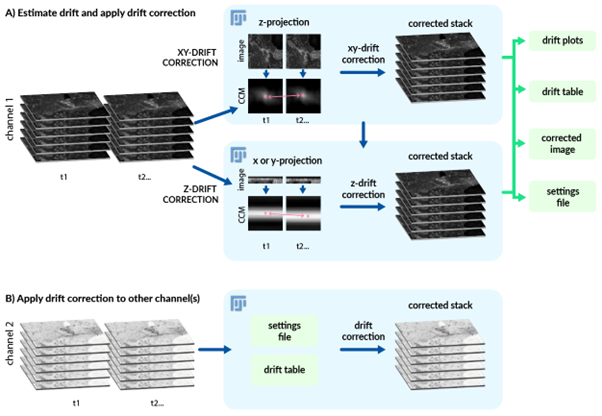 A) Estimate drift and apply drift correction
z-projection
corrected stack
XY-DRIFT
CORRECTION
image
xy-drift
correction
CCM
t1
t2...
channel 1
t1
t2...
drift plots
drift table
corrected
image
settings
file
Z-DRIFT
CORRECTION
x or y-projection
corrected stack
image
z-drift
correction
CCM
t1
t2...
B) Apply drift correction to other channel(s)
corrected stack
channel 2
t1
t2...
settings
file
drift table
drift
correction